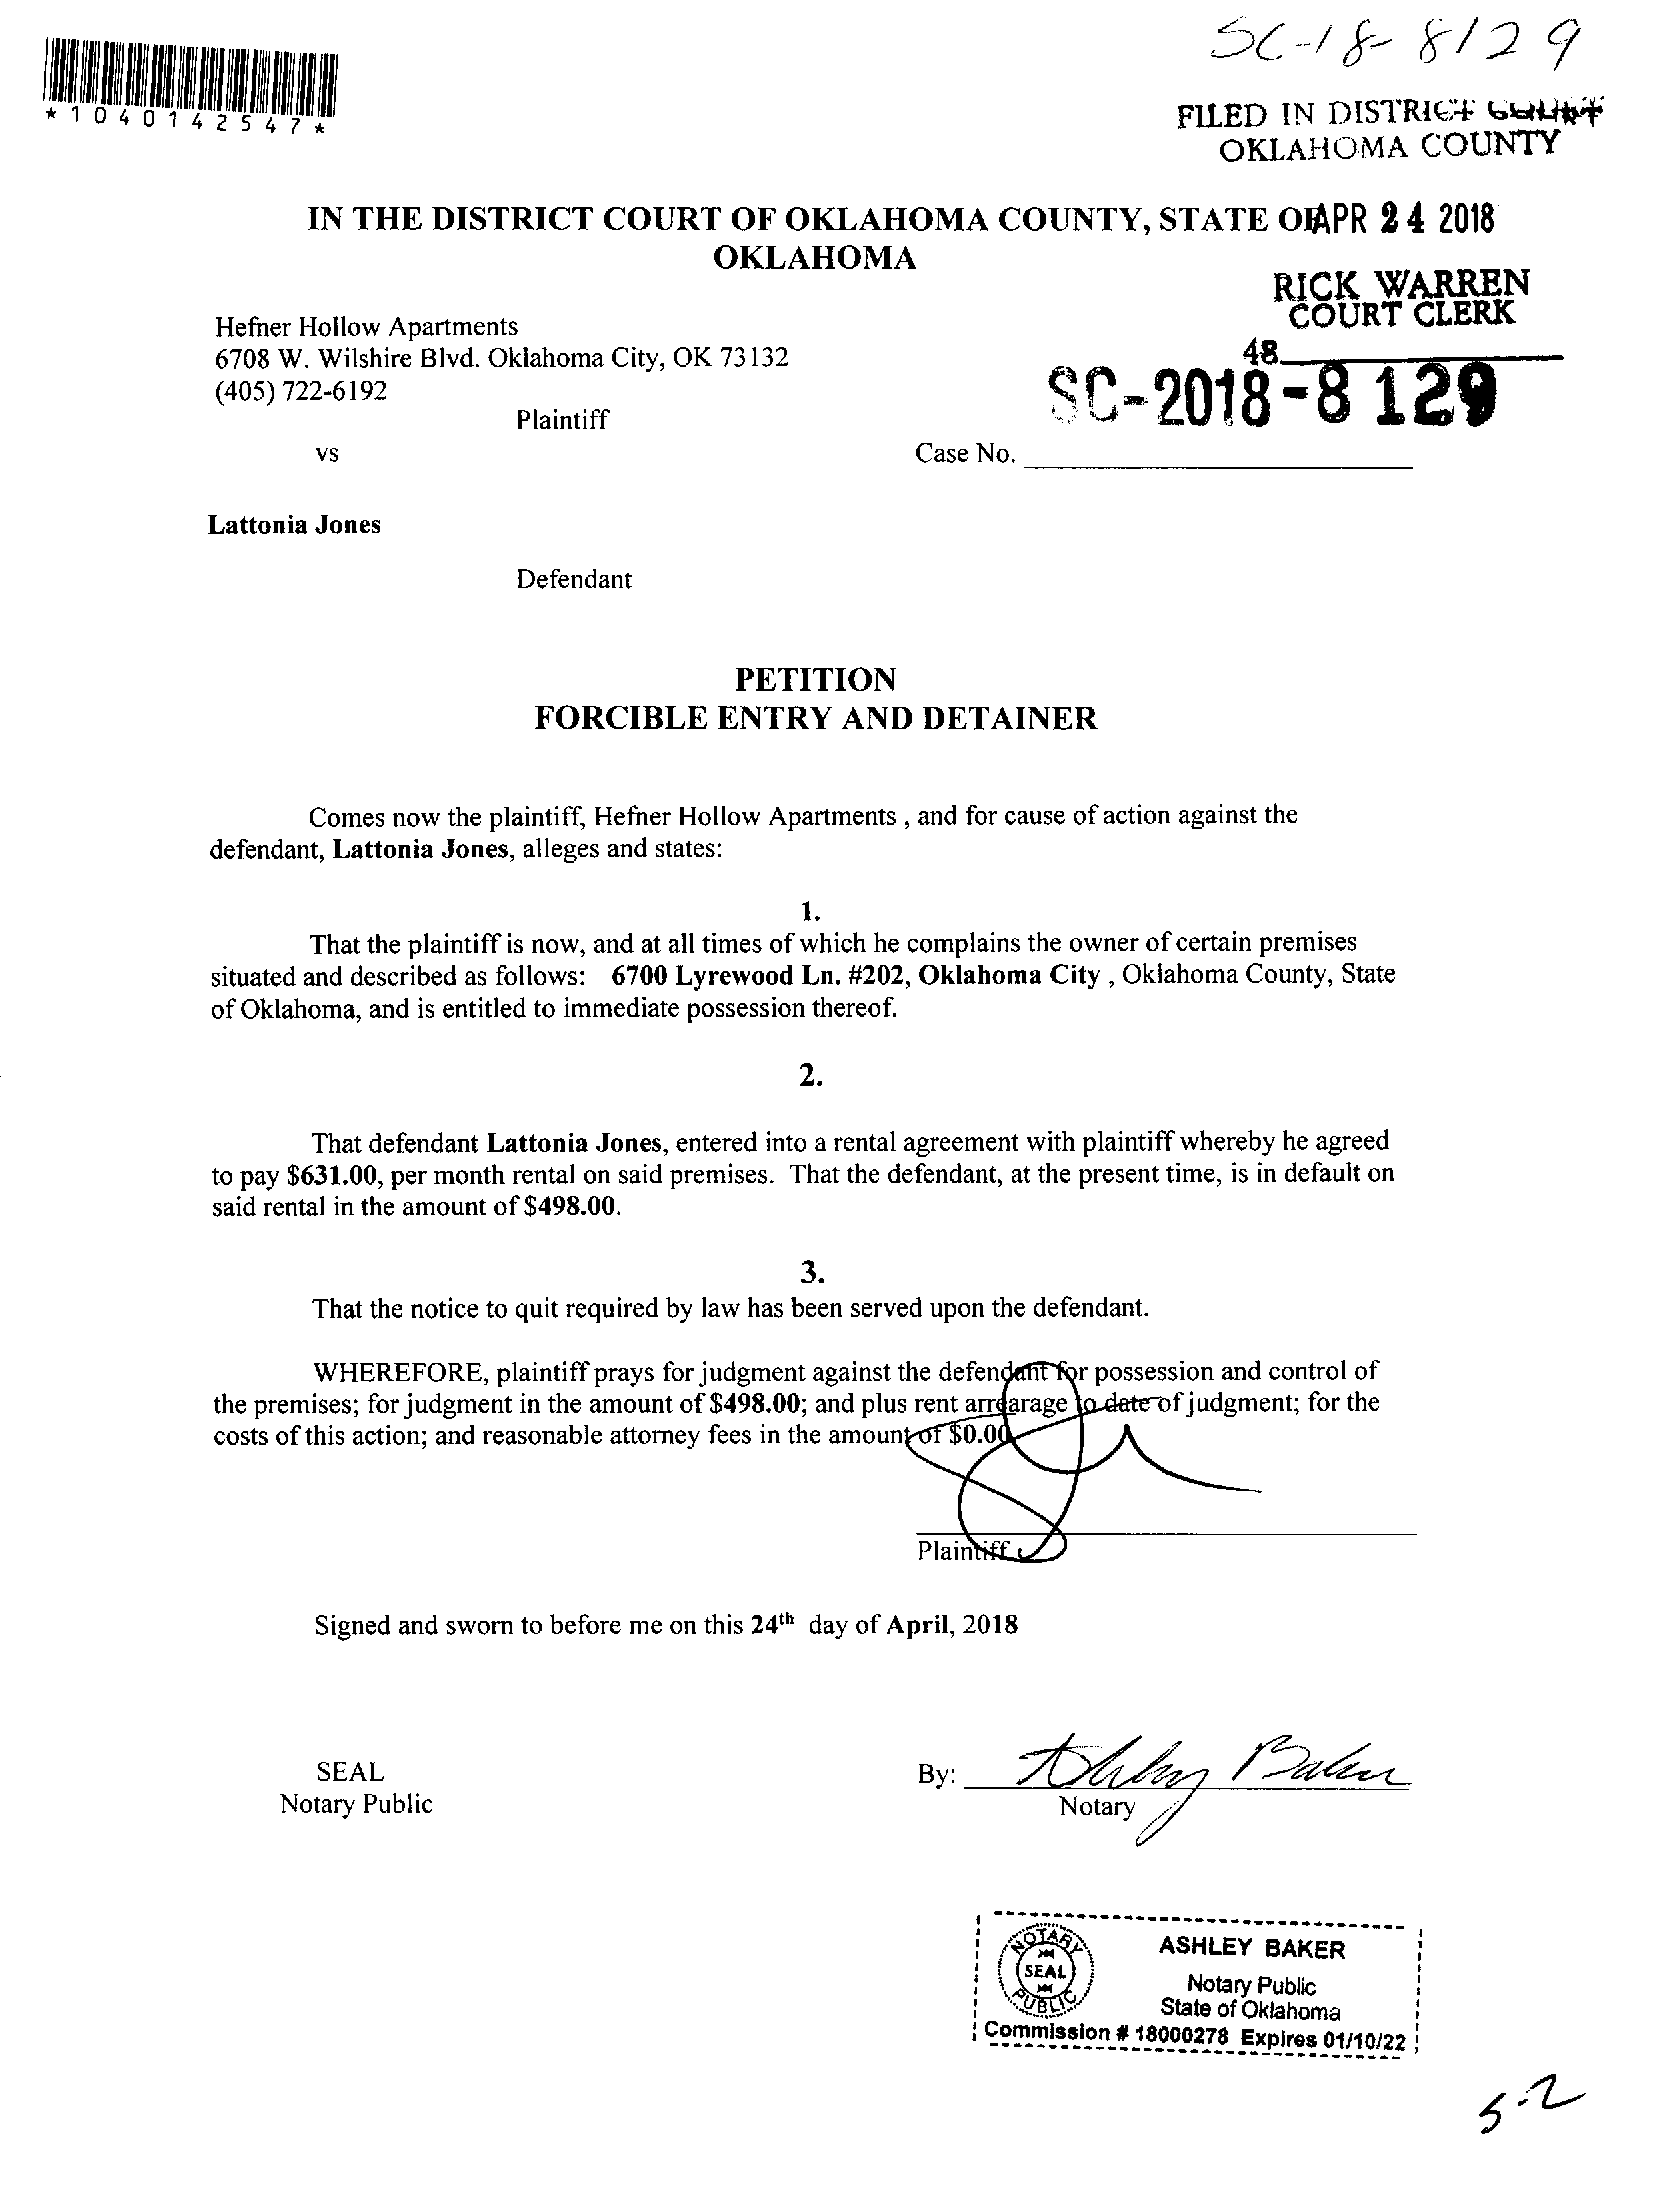 SC-18-8129
*1040142547*
FILED IN DISTRICT COURT
OKLAHOMA COUNTY
IN THE DISTRICT COURT OF OKLAHOMA COUNTY, STATE OF APR 24 2018
OKLAHOMA
RICK WARREN
COURT CLERK
Hefner Hollow Apartments
48
6708 W. Wilshire Blvd. Oklahoma City, OK 73132
(405) 722-6192
SC-2018-8129
Plaintiff
vs
Case No.
Lattonia Jones
Defendant
PETITION
FORCIBLE ENTRY AND DETAINER
Comes now the plaintiff, Hefner Hollow Apartments , and for cause of action against the
defendant, Lattonia Jones, alleges and states:
1.
That the plaintiff is now, and at all times of which he complains the owner of certain premises
situated and described as follows: 6700 Lyrewood Ln. #202, Oklahoma City , Oklahoma County, State
of Oklahoma, and is entitled to immediate possession thereof.
2.
That defendant Lattonia Jones, entered into a rental agreement with plaintiff whereby he agreed
to pay $631.00, per month rental on said premises. That the defendant, at the present time, is in default on
said rental in the amount of $498.00.
3.
That the notice to quit required by law has been served upon the defendant.
WHEREFORE, plaintiff prays for judgment against the defendant for possession and control of
the premises; for judgment in the amount of $498.00; and plus rent arrearage to date of judgment; for the
costs of this action; and reasonable attorney fees in the amount of $0.00
Plaintiff
Signed and sworn to before me on this 24th day of April, 2018
SEAL
By: Ashley Baker
Notary Public
Notary
NOTARY SEAL PUBLIC
ASHLEY BAKER
Notary Public
State of Oklahoma
Commission # 18000278 Expires 01/10/22
5-2